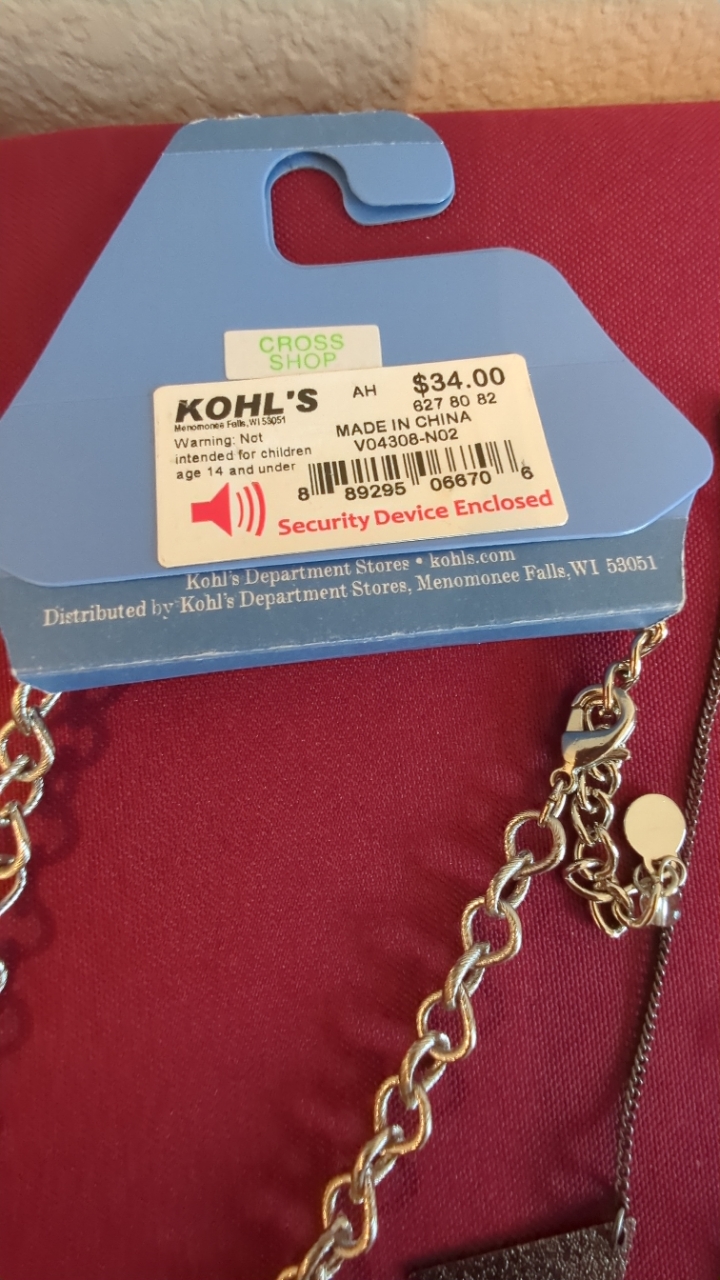 CROSS
SHOP
KOHL'S AH $34.00
Menomonee Falls, WI 53051
627 80 82
Warning: Not
intended for children
age 14 and under
MADE IN CHINA
V04308-N02
8 89295 06670 6
Security Device Enclosed
Kohl's Department Stores • kohls.com
Distributed by Kohl's Department Stores, Menomonee Falls, WI 53051